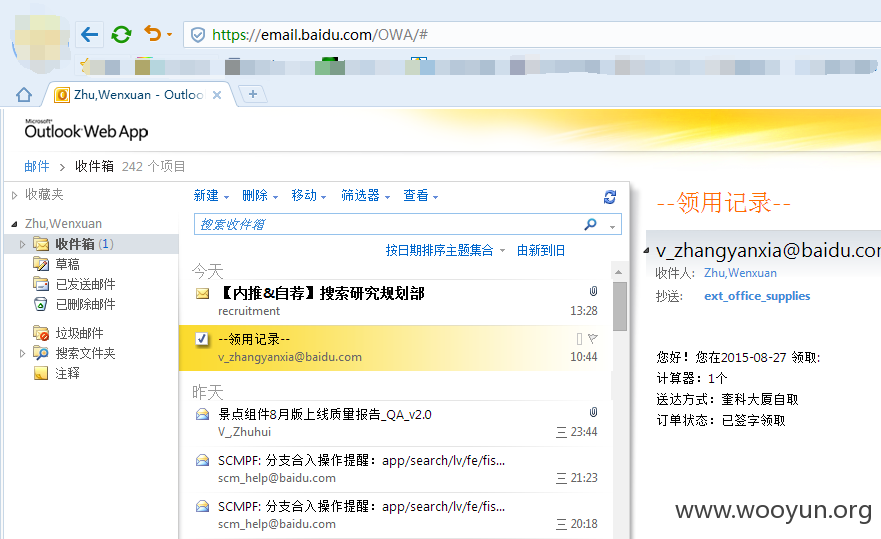 https://email.baidu.com/OWA/#
Zhu,Wenxuan - Outloo
Microsoft
Outlook Web App
邮件 > 收件箱 242 个项目
收藏夹
Zhu,Wenxuan
收件箱 (1)
草稿
已发送邮件
已删除邮件
垃圾邮件
搜索文件夹
注释
新建 删除 移动 筛选器 查看
搜索收件箱
按日期排序主题集合 由新到旧
今天
【内推&自荐】搜索研究规划部
recruitment 13:28
--领用记录--
v_zhangyanxia@baidu.com 10:44
昨天
景点组件8月版上线质量报告_QA_v2.0
V_,Zhuhui 三 23:44
SCMPF: 分支合入操作提醒：app/search/lv/fe/fis...
scm_help@baidu.com 三 21:23
SCMPF: 分支合入操作提醒：app/search/lv/fe/fis...
scm_help@baidu.com 三 20:18
--领用记录--
v_zhangyanxia@baidu.com
收件人: Zhu,Wenxuan
抄送: ext_office_supplies
您好！您在2015-08-27 领取:
计算器：1个
送达方式：奎科大厦自取
订单状态：已签字领取
www.wooyun.org